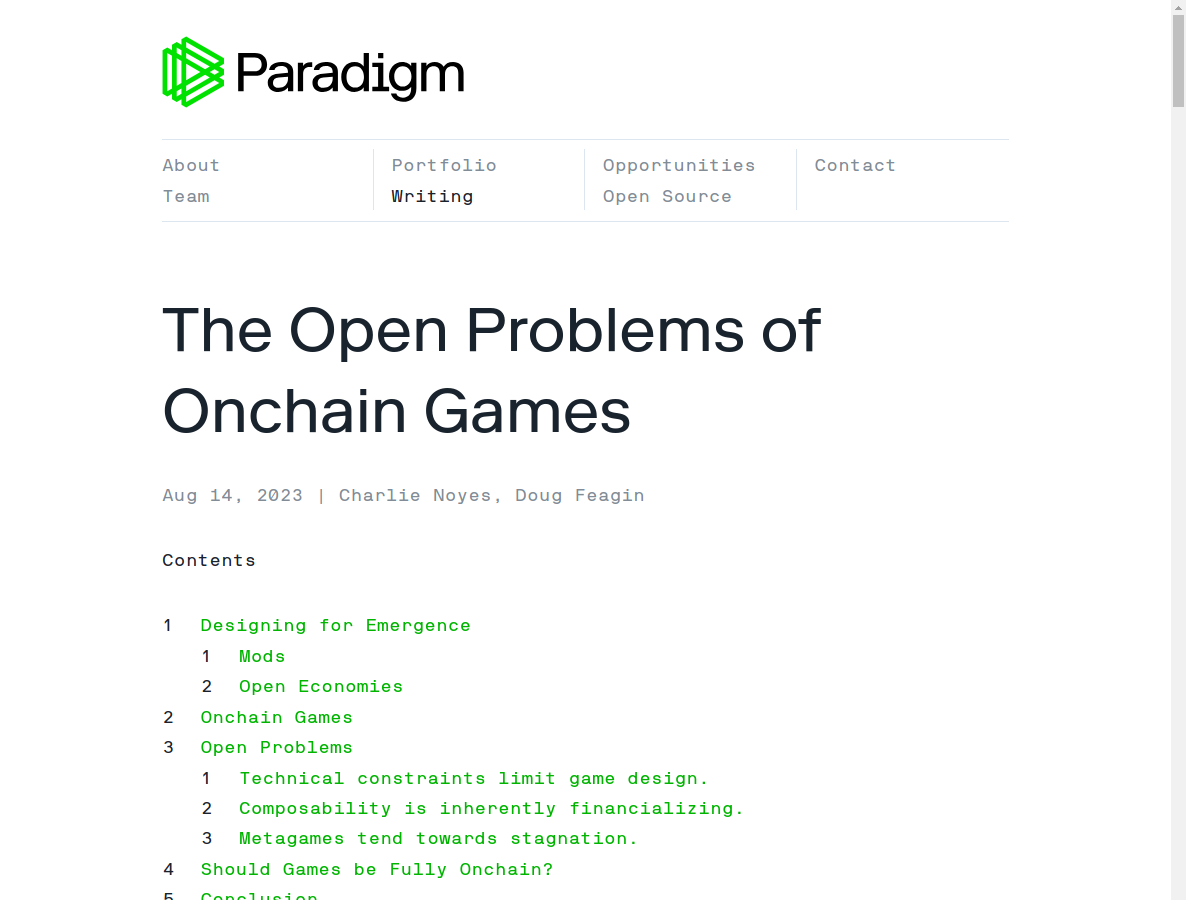 Paradigm
About
Team
Portfolio
Writing
Opportunities
Open Source
Contact
The Open Problems of
Onchain Games
Aug 14, 2023 | Charlie Noyes, Doug Feagin
Contents
1 Designing for Emergence
1 Mods
2 Open Economies
2 Onchain Games
3 Open Problems
1 Technical constraints limit game design.
2 Composability is inherently financializing.
3 Metagames tend towards stagnation.
4 Should Games be Fully Onchain?
5 Conclusion